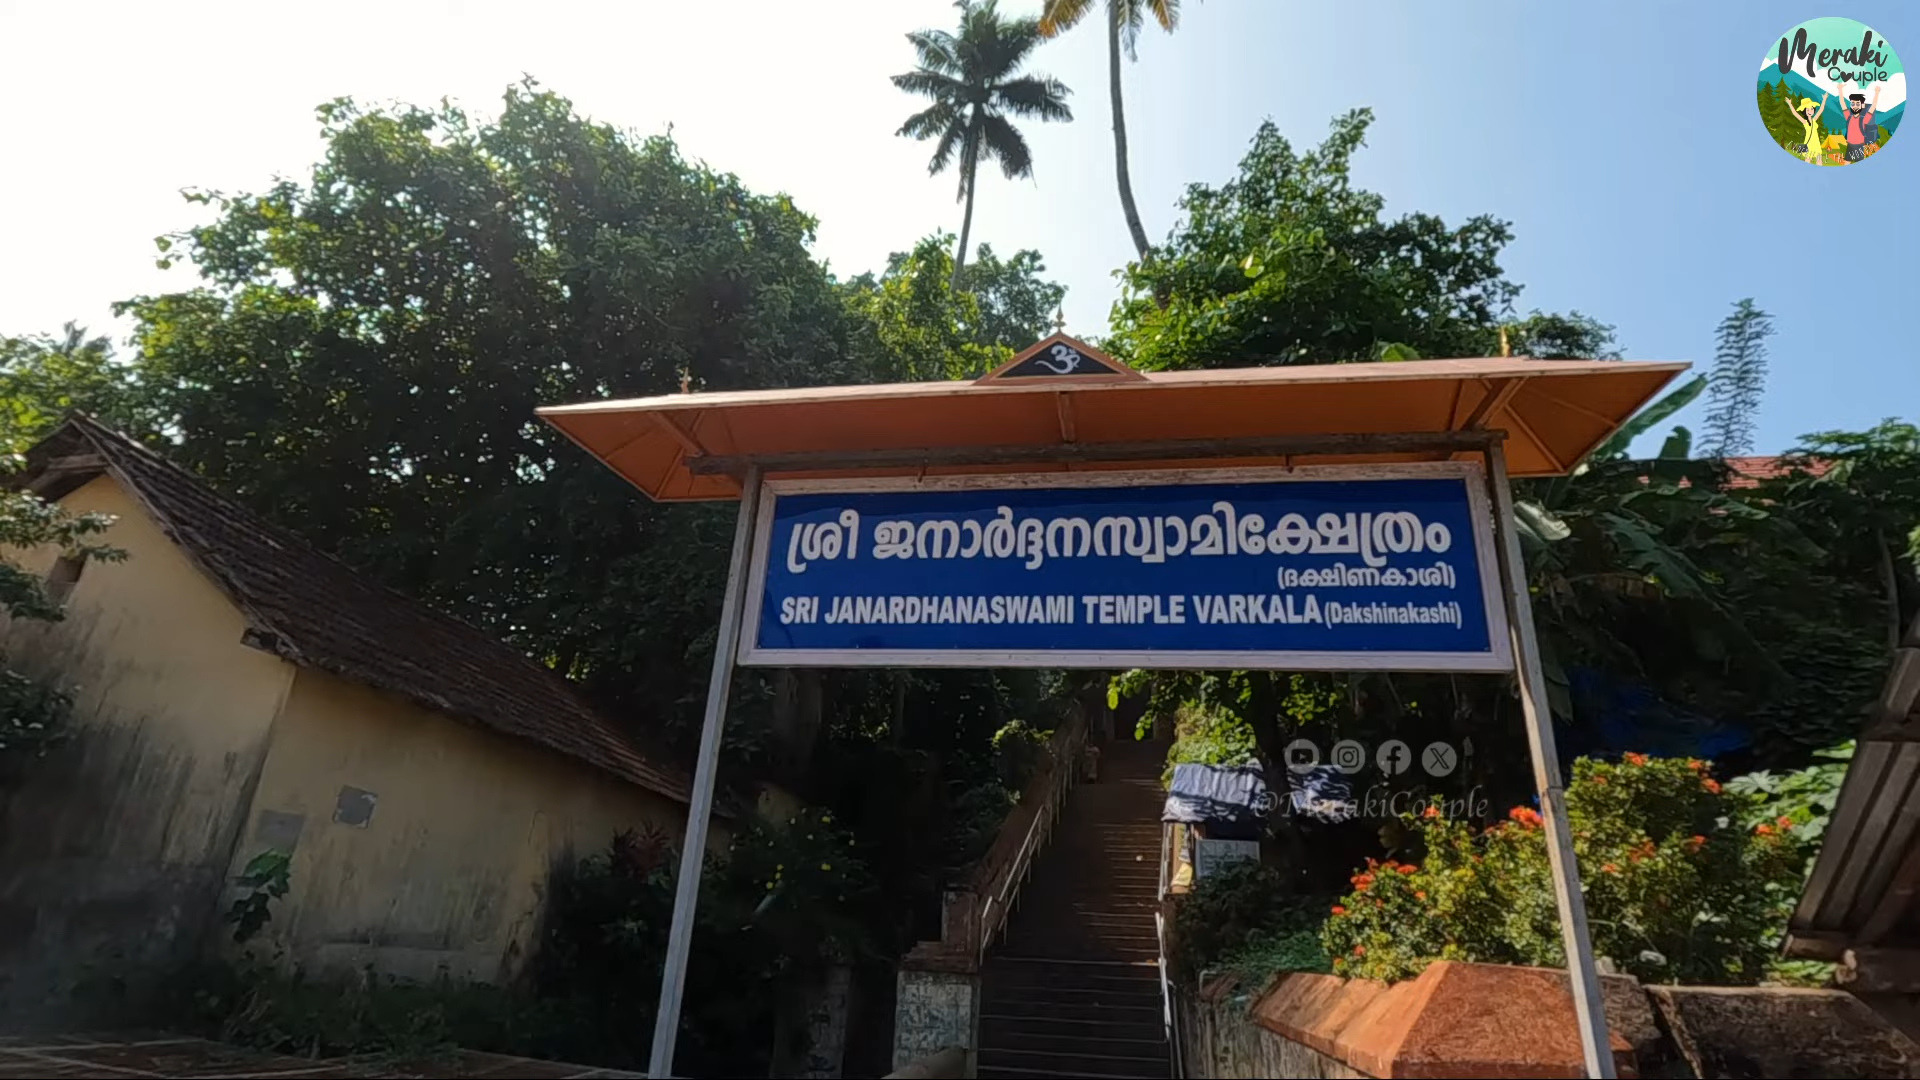 Meraki
Couple
ॐ
ശ്രീ ജനാർദ്ദനസ്വാമിക്ഷേത്രം
(ദക്ഷിണകാശി)
SRI JANARDHANASWAMI TEMPLE VARKALA (Dakshinakashi)
@MerakiCouple